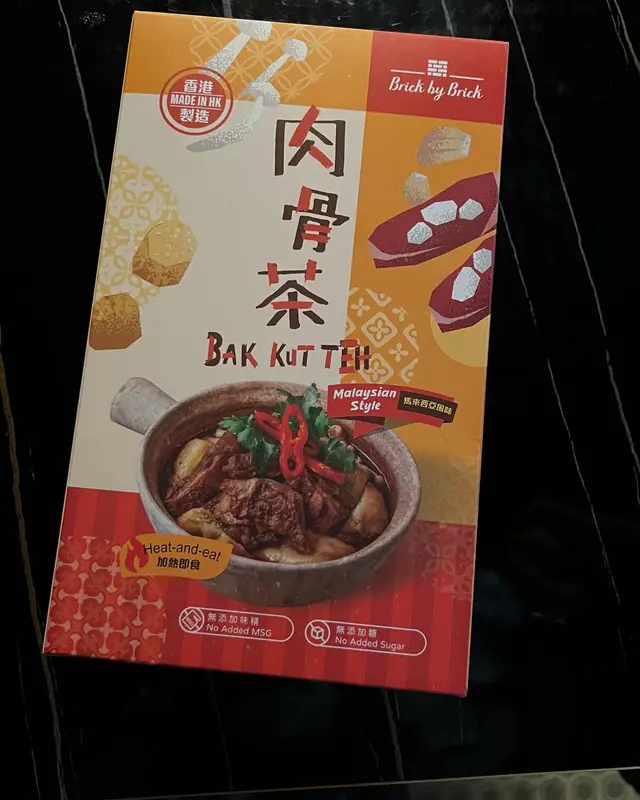 香港
MADE IN HK
製造
Brick by Brick
肉
骨
茶
BAK KUT TEH
Malaysian
Style
馬來西亞風味
Heat-and-eat
加熱即食
無添加味精
No Added MSG
無添加糖
No Added Sugar